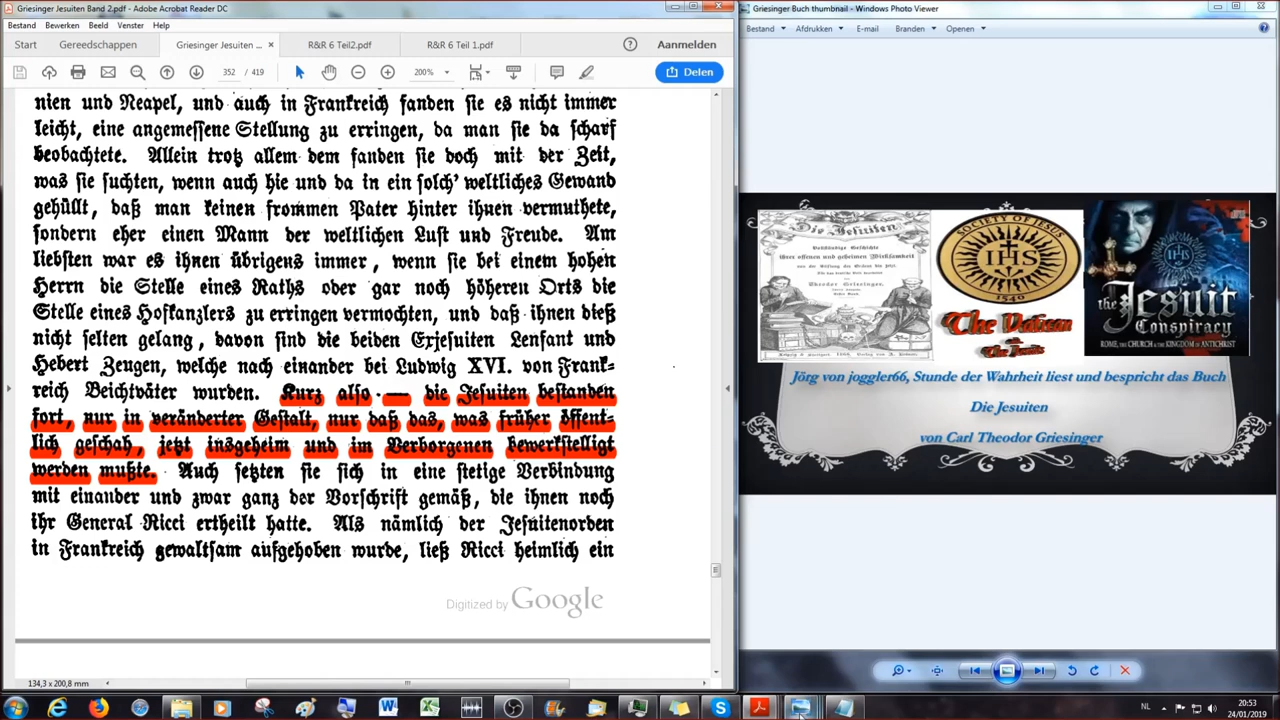 Griesinger Jesuiten Band 2.pdf - Adobe Acrobat Reader DC
Bestand Bewerken Beeld Venster Help
Start Gereedschappen Griesinger Jesuiten ... × R&R 6 Teil2.pdf R&R 6 Teil 1.pdf Aanmelden
352 / 419 200% Delen
nien und Neapel, und auch in Frankreich fanden sie es nicht immer
leicht, eine angemessene Stellung zu erringen, da man sie da scharf
beobachtete. Allein trotz allem dem fanden sie doch mit der Zeit,
was sie suchten, wenn auch hie und da in ein solch' weltliches Gewand
gehüllt, daß man keinen frommen Pater hinter ihnen vermuthete,
sondern eher einen Mann der weltlichen Lust und Freude. Am
liebsten war es ihnen übrigens immer, wenn sie bei einem hohen
Herrn die Stelle eines Raths oder gar noch höheren Orts die
Stelle eines Hofkanzlers zu erringen vermochten, und daß ihnen dieß
nicht selten gelang, davon sind die beiden Exjesuiten Lenfant und
Hebert Zeugen, welche nach einander bei Ludwig XVI. von Frank-
reich Beichtväter wurden. Kurz also — die Jesuiten bestanden
fort, nur in veränderter Gestalt, nur daß das, was früher öffent-
lich geschah, jetzt insgeheim und im Verborgenen bewerkstelligt
werden mußte. Auch setzten sie sich in eine stetige Verbindung
mit einander und zwar ganz der Vorschrift gemäß, die ihnen noch
ihr General Ricci ertheilt hatte. Als nämlich der Jesuitenorden
in Frankreich gewaltsam aufgehoben wurde, ließ Ricci heimlich ein
Digitized by Google
134,3 x 200,8 mm
Griesinger Buch thumbnail - Windows Photo Viewer
Bestand Afdrukken E-mail Branden Openen
Die Jesuiten
Vollständige Geschichte
Theodor Griesinger.
SOCIETY OF JESUS
IHS
1540
The Vatican
the Jesuit
Conspiracy
ROME, THE CHURCH & THE KINGDOM OF ANTICHRIST
Jörg von joggler66, Stunde der Wahrheit liest und bespricht das Buch
Die Jesuiten
von Carl Theodor Griesinger
NL 20:53
24/01/2019